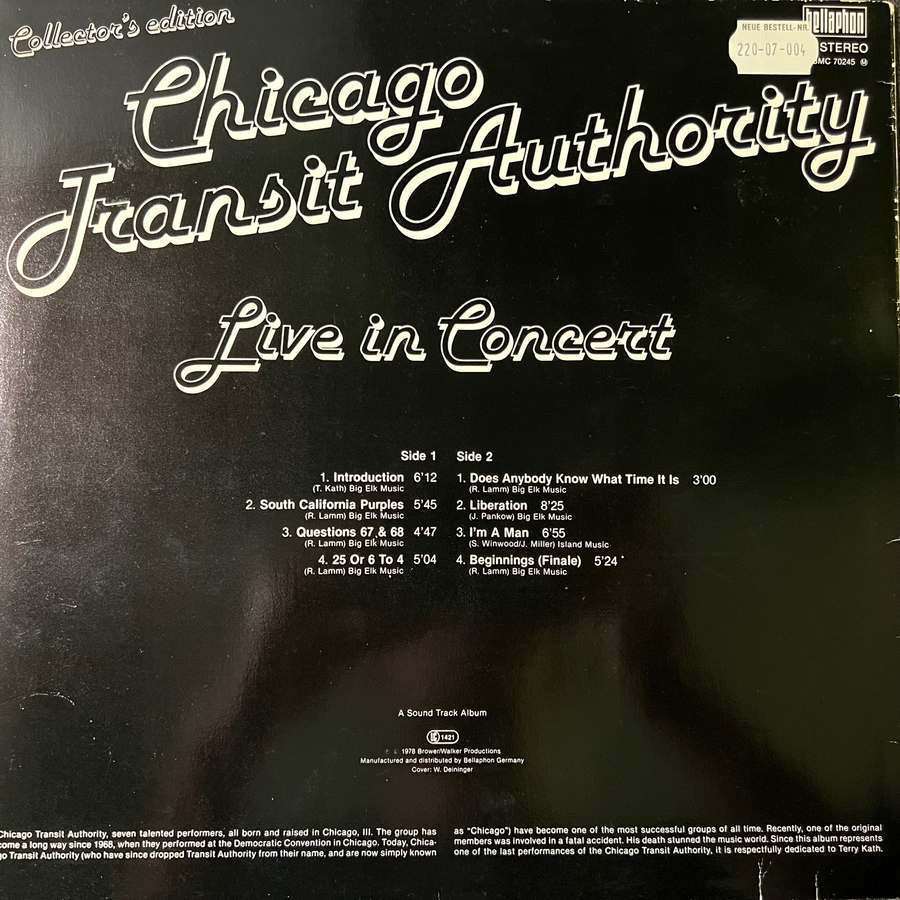 Collector's edition
NEUE BESTELL-NR.
220-07-004
bellaphon
STEREO
BMC 70245 Ⓜ
Chicago
Transit Authority
Live in Concert
Side 1
1. Introduction 6'12
(T. Kath) Big Elk Music
2. South California Purples 5'45
(R. Lamm) Big Elk Music
3. Questions 67 & 68 4'47
(R. Lamm) Big Elk Music
4. 25 Or 6 To 4 5'04
(R. Lamm) Big Elk Music
Side 2
1. Does Anybody Know What Time It Is 3'00
(R. Lamm) Big Elk Music
2. Liberation 8'25
(J. Pankow) Big Elk Music
3. I'm A Man 6'55
(S. Winwood/J. Miller) Island Music
4. Beginnings (Finale) 5'24
(R. Lamm) Big Elk Music
A Sound Track Album
LC 1421
1978 Brower/Walker Productions
Manufactured and distributed by Bellaphon Germany
Cover: W. Deininger
Chicago Transit Authority, seven talented performers, all born and raised in Chicago, Ill. The group has
come a long way since 1968, when they performed at the Democratic Convention in Chicago. Today, Chica-
go Transit Authority (who have since dropped Transit Authority from their name, and are now simply known
as "Chicago") have become one of the most successful groups of all time. Recently, one of the original
members was involved in a fatal accident. His death stunned the music world. Since this album represents
one of the last performances of the Chicago Transit Authority, it is respectfully dedicated to Terry Kath.